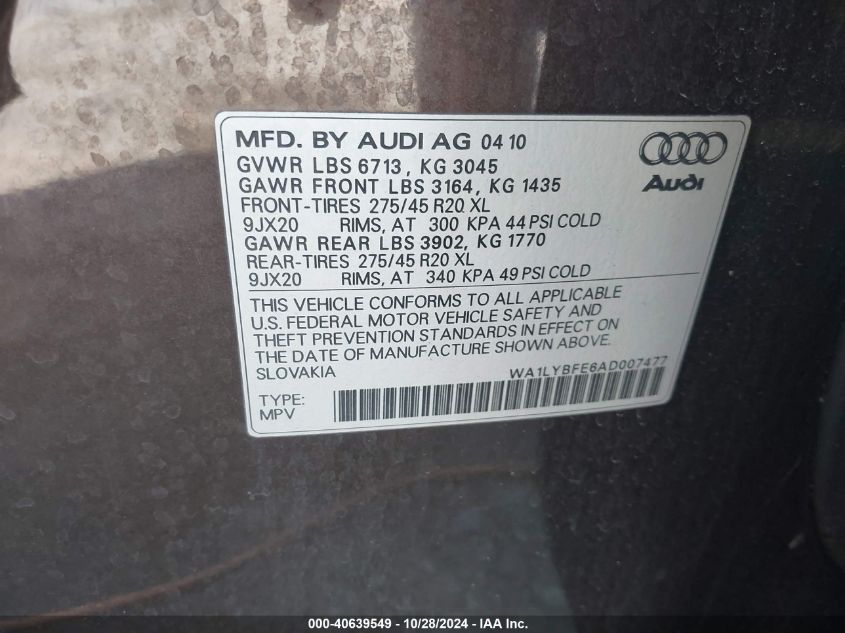 MFD. BY AUDI AG 04 10
GVWR LBS 6713, KG 3045
GAWR FRONT LBS 3164, KG 1435
FRONT-TIRES 275/45 R20 XL
9JX20 RIMS, AT 300 KPA 44 PSI COLD
GAWR REAR LBS 3902, KG 1770
REAR-TIRES 275/45 R20 XL
9JX20 RIMS, AT 340 KPA 49 PSI COLD
Audi
THIS VEHICLE CONFORMS TO ALL APPLICABLE
U.S. FEDERAL MOTOR VEHICLE SAFETY AND
THEFT PREVENTION STANDARDS IN EFFECT ON
THE DATE OF MANUFACTURE SHOWN ABOVE.
SLOVAKIA WA1LYBFE6AD007477
TYPE:
MPV
000-40639549 - 10/28/2024 - IAA Inc.